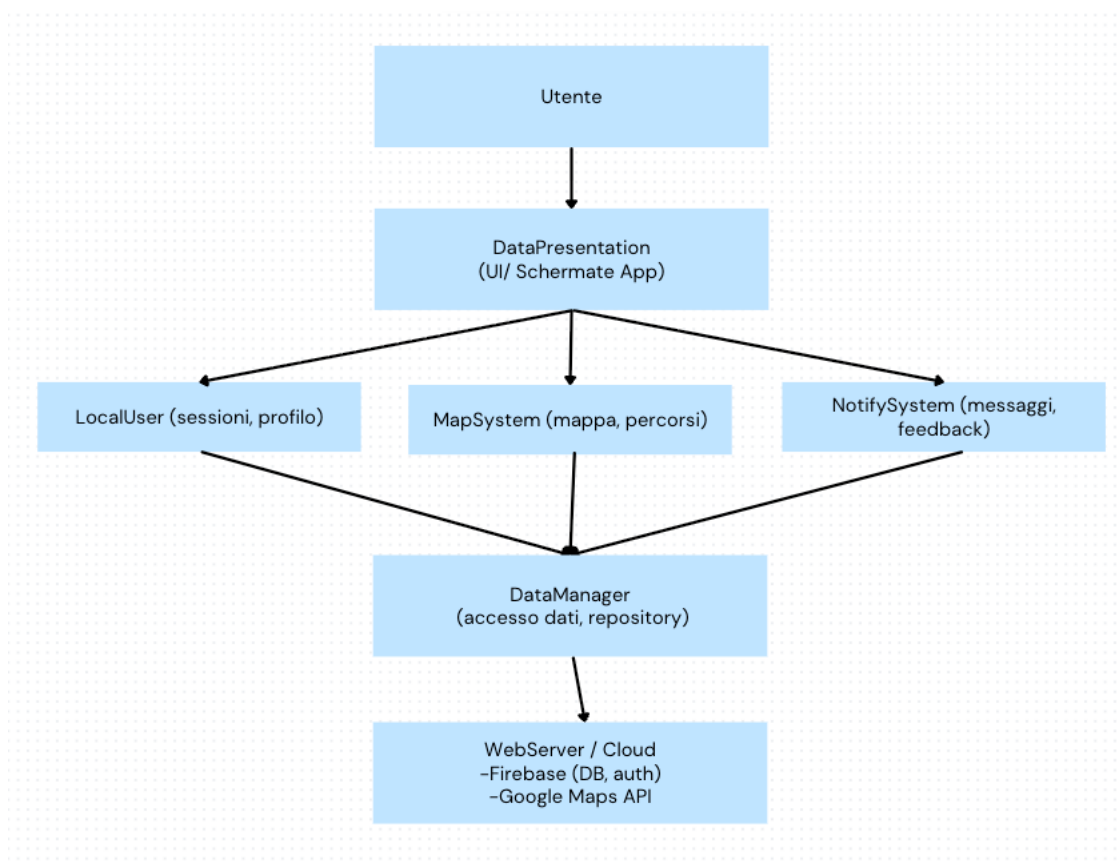 Utente
DataPresentation
(UI/ Schermate App)
LocalUser (sessioni, profilo)
MapSystem (mappa, percorsi)
NotifySystem (messaggi,
feedback)
DataManager
(accesso dati, repository)
WebServer / Cloud
-Firebase (DB, auth)
-Google Maps API